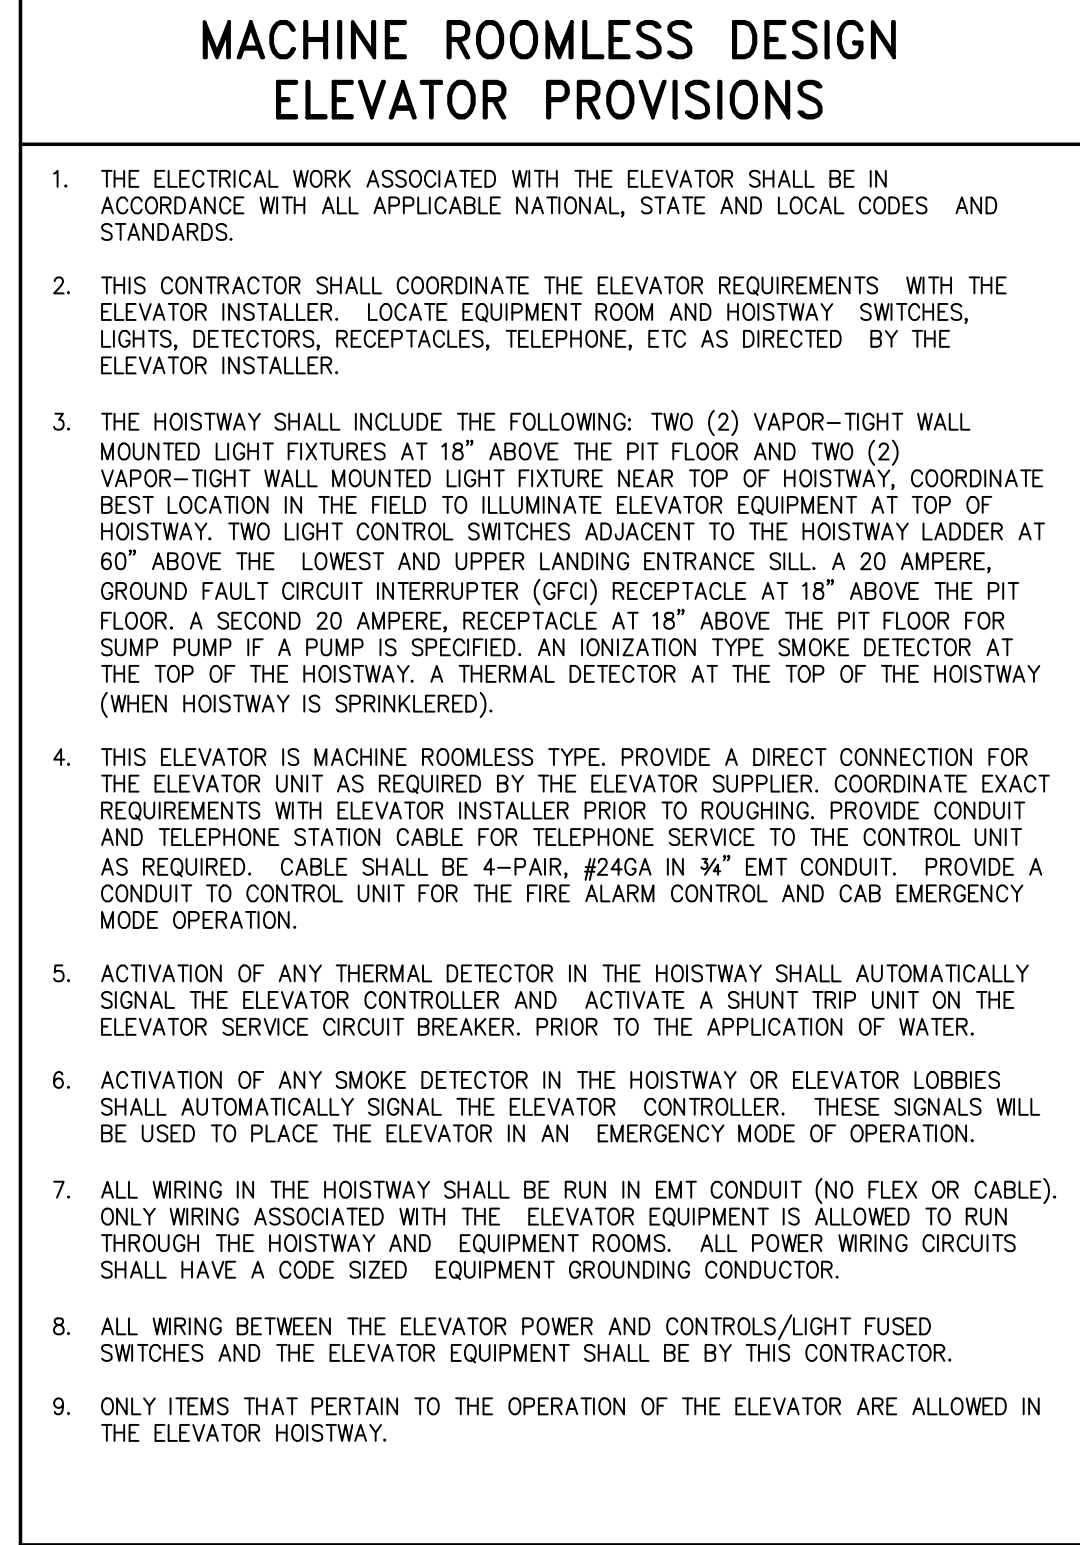 MACHINE ROOMLESS DESIGN
ELEVATOR PROVISIONS
1. THE ELECTRICAL WORK ASSOCIATED WITH THE ELEVATOR SHALL BE IN
ACCORDANCE WITH ALL APPLICABLE NATIONAL, STATE AND LOCAL CODES AND
STANDARDS.
2. THIS CONTRACTOR SHALL COORDINATE THE ELEVATOR REQUIREMENTS WITH THE
ELEVATOR INSTALLER. LOCATE EQUIPMENT ROOM AND HOISTWAY SWITCHES,
LIGHTS, DETECTORS, RECEPTACLES, TELEPHONE, ETC AS DIRECTED BY THE
ELEVATOR INSTALLER.
3. THE HOISTWAY SHALL INCLUDE THE FOLLOWING: TWO (2) VAPOR-TIGHT WALL
MOUNTED LIGHT FIXTURES AT 18" ABOVE THE PIT FLOOR AND TWO (2)
VAPOR-TIGHT WALL MOUNTED LIGHT FIXTURE NEAR TOP OF HOISTWAY, COORDINATE
BEST LOCATION IN THE FIELD TO ILLUMINATE ELEVATOR EQUIPMENT AT TOP OF
HOISTWAY. TWO LIGHT CONTROL SWITCHES ADJACENT TO THE HOISTWAY LADDER AT
60" ABOVE THE LOWEST AND UPPER LANDING ENTRANCE SILL. A 20 AMPERE,
GROUND FAULT CIRCUIT INTERRUPTER (GFCI) RECEPTACLE AT 18" ABOVE THE PIT
FLOOR. A SECOND 20 AMPERE, RECEPTACLE AT 18" ABOVE THE PIT FLOOR FOR
SUMP PUMP IF A PUMP IS SPECIFIED. AN IONIZATION TYPE SMOKE DETECTOR AT
THE TOP OF THE HOISTWAY. A THERMAL DETECTOR AT THE TOP OF THE HOISTWAY
(WHEN HOISTWAY IS SPRINKLERED).
4. THIS ELEVATOR IS MACHINE ROOMLESS TYPE. PROVIDE A DIRECT CONNECTION FOR
THE ELEVATOR UNIT AS REQUIRED BY THE ELEVATOR SUPPLIER. COORDINATE EXACT
REQUIREMENTS WITH ELEVATOR INSTALLER PRIOR TO ROUGHING. PROVIDE CONDUIT
AND TELEPHONE STATION CABLE FOR TELEPHONE SERVICE TO THE CONTROL UNIT
AS REQUIRED. CABLE SHALL BE 4-PAIR, #24GA IN ¾" EMT CONDUIT. PROVIDE A
CONDUIT TO CONTROL UNIT FOR THE FIRE ALARM CONTROL AND CAB EMERGENCY
MODE OPERATION.
5. ACTIVATION OF ANY THERMAL DETECTOR IN THE HOISTWAY SHALL AUTOMATICALLY
SIGNAL THE ELEVATOR CONTROLLER AND ACTIVATE A SHUNT TRIP UNIT ON THE
ELEVATOR SERVICE CIRCUIT BREAKER. PRIOR TO THE APPLICATION OF WATER.
6. ACTIVATION OF ANY SMOKE DETECTOR IN THE HOISTWAY OR ELEVATOR LOBBIES
SHALL AUTOMATICALLY SIGNAL THE ELEVATOR CONTROLLER. THESE SIGNALS WILL
BE USED TO PLACE THE ELEVATOR IN AN EMERGENCY MODE OF OPERATION.
7. ALL WIRING IN THE HOISTWAY SHALL BE RUN IN EMT CONDUIT (NO FLEX OR CABLE).
ONLY WIRING ASSOCIATED WITH THE ELEVATOR EQUIPMENT IS ALLOWED TO RUN
THROUGH THE HOISTWAY AND EQUIPMENT ROOMS. ALL POWER WIRING CIRCUITS
SHALL HAVE A CODE SIZED EQUIPMENT GROUNDING CONDUCTOR.
8. ALL WIRING BETWEEN THE ELEVATOR POWER AND CONTROLS/LIGHT FUSED
SWITCHES AND THE ELEVATOR EQUIPMENT SHALL BE BY THIS CONTRACTOR.
9. ONLY ITEMS THAT PERTAIN TO THE OPERATION OF THE ELEVATOR ARE ALLOWED IN
THE ELEVATOR HOISTWAY.